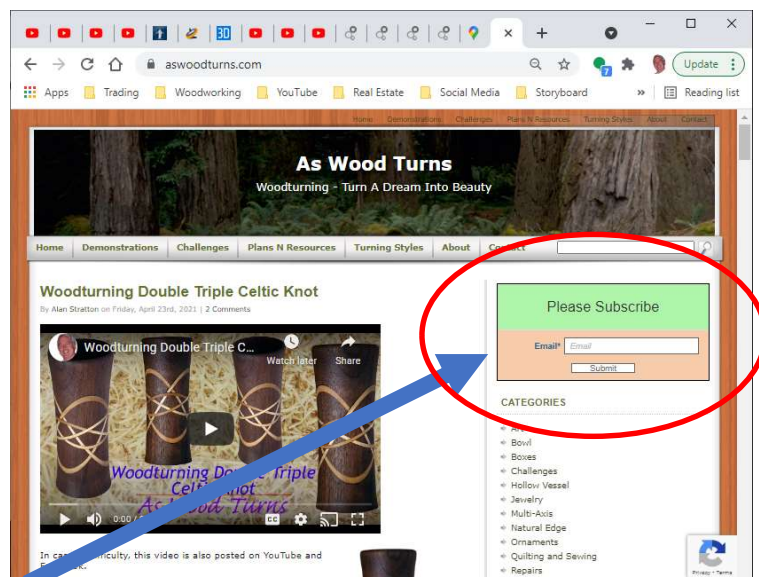 aswoodturns.com
7
Update
Apps Trading Woodworking YouTube Real Estate Social Media Storyboard » Reading list
Home Demonstrations Challenges Plans N Resources Turning Styles About Contact
As Wood Turns
Woodturning - Turn A Dream Into Beauty
Home Demonstrations Challenges Plans N Resources Turning Styles About Contact
Woodturning Double Triple Celtic Knot
By Alan Stratton on Friday, April 23rd, 2021 | 2 Comments
Woodturning Double Triple C...
Watch later Share
Woodturning Double Triple
Celtic Knot
As Wood Turns
0:00
CC
In case difficulty, this video is also posted on YouTube and
Please Subscribe
Email* Email
Submit
CATEGORIES
Bowl
Boxes
Challenges
Hollow Vessel
Jewelry
Multi-Axis
Natural Edge
Ornaments
Quilting and Sewing
Repairs
Privacy - Terms